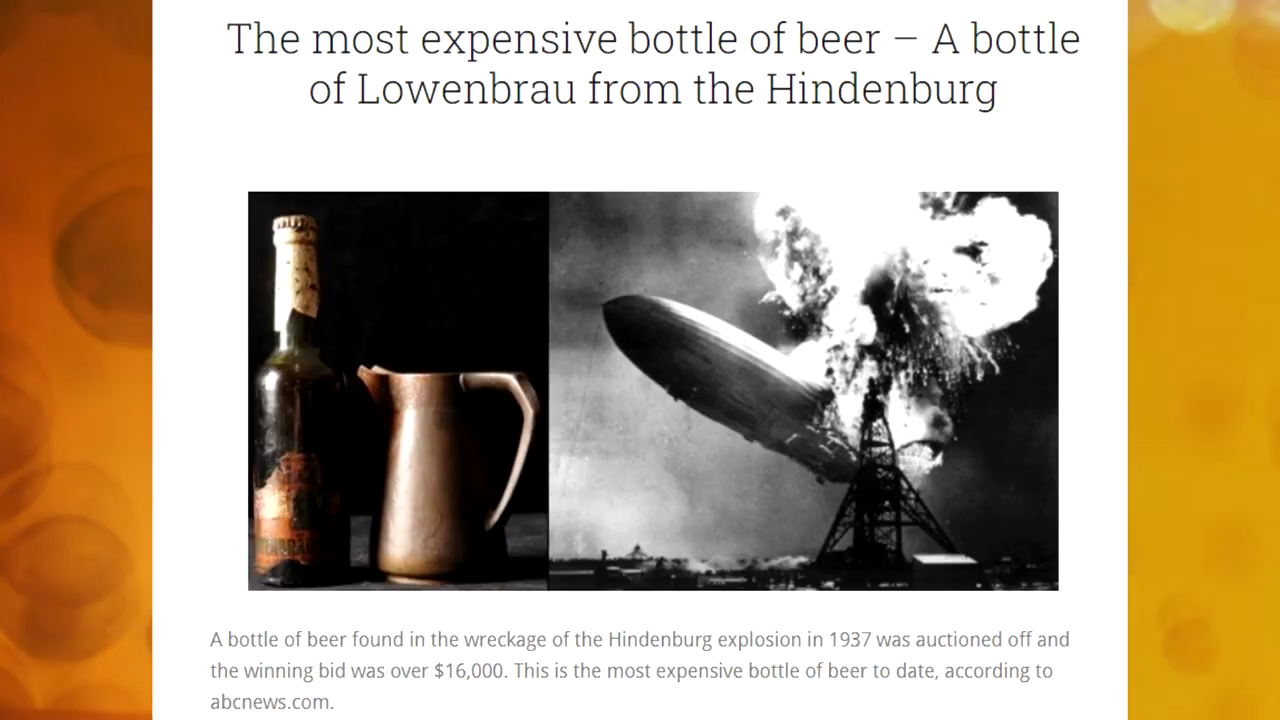 The most expensive bottle of beer – A bottle
of Lowenbrau from the Hindenburg
A bottle of beer found in the wreckage of the Hindenburg explosion in 1937 was auctioned off and
the winning bid was over $16,000. This is the most expensive bottle of beer to date, according to
abcnews.com.